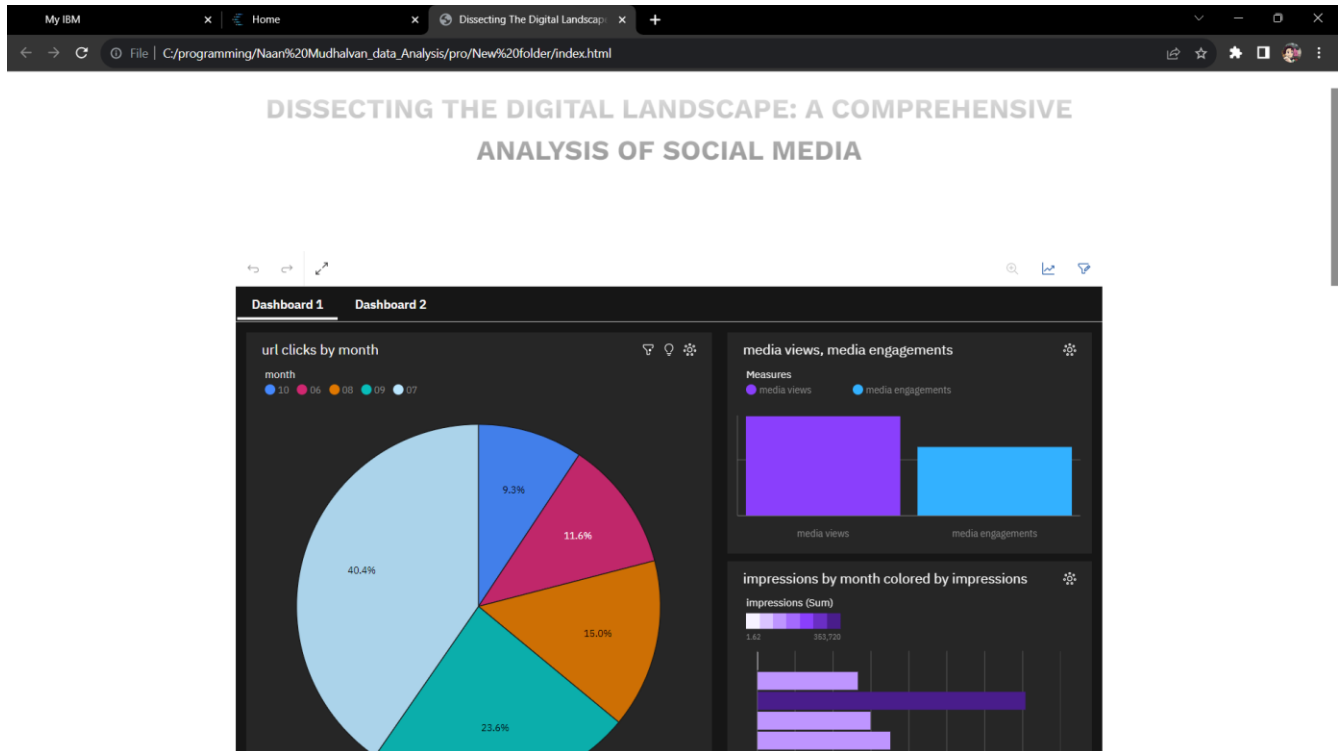 My IBM
Home
Dissecting The Digital Landscap
File | C:/programming/Naan%20Mudhalvan_data_Analysis/pro/New%20folder/index.html
DISSECTING THE DIGITAL LANDSCAPE: A COMPREHENSIVE
ANALYSIS OF SOCIAL MEDIA
Dashboard 1 Dashboard 2
url clicks by month
month
10 06 08 09 07
9.3%
11.6%
15.0%
23.6%
40.4%
media views, media engagements
Measures
media views media engagements
media views media engagements
impressions by month colored by impressions
impressions (Sum)
1.62 353,720